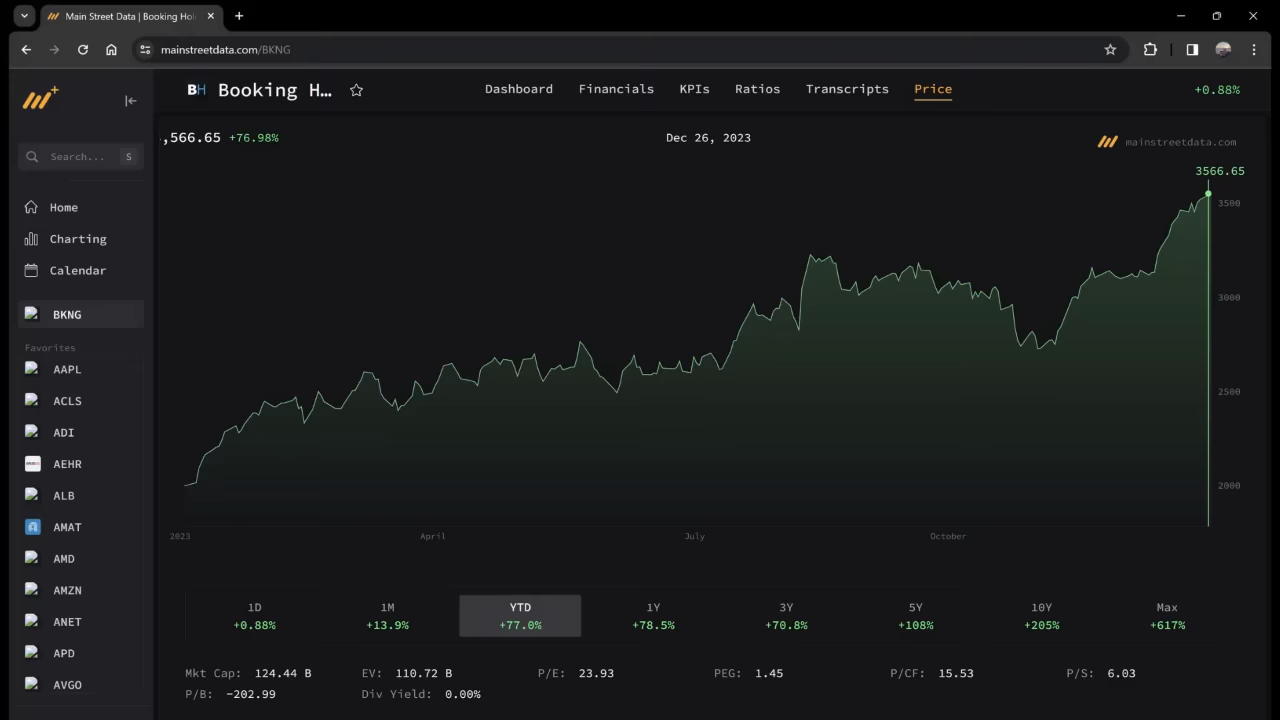 Main Street Data | Booking Hol
mainstreetdata.com/BKNG
BH Booking H…
Dashboard Financials KPIs Ratios Transcripts Price
+0.88%
,566.65 +76.98%
Dec 26, 2023
mainstreetdata.com
3566.65
3500
3000
2500
2000
2023 April July October
Search... S
Home
Charting
Calendar
BKNG
Favorites
AAPL
ACLS
ADI
AEHR
ALB
AMAT
AMD
AMZN
ANET
APD
AVGO
1D 1M YTD 1Y 3Y 5Y 10Y Max
+0.88% +13.9% +77.0% +78.5% +70.8% +108% +205% +617%
Mkt Cap: 124.44 B EV: 110.72 B P/E: 23.93 PEG: 1.45 P/CF: 15.53 P/S: 6.03
P/B: -202.99 Div Yield: 0.00%